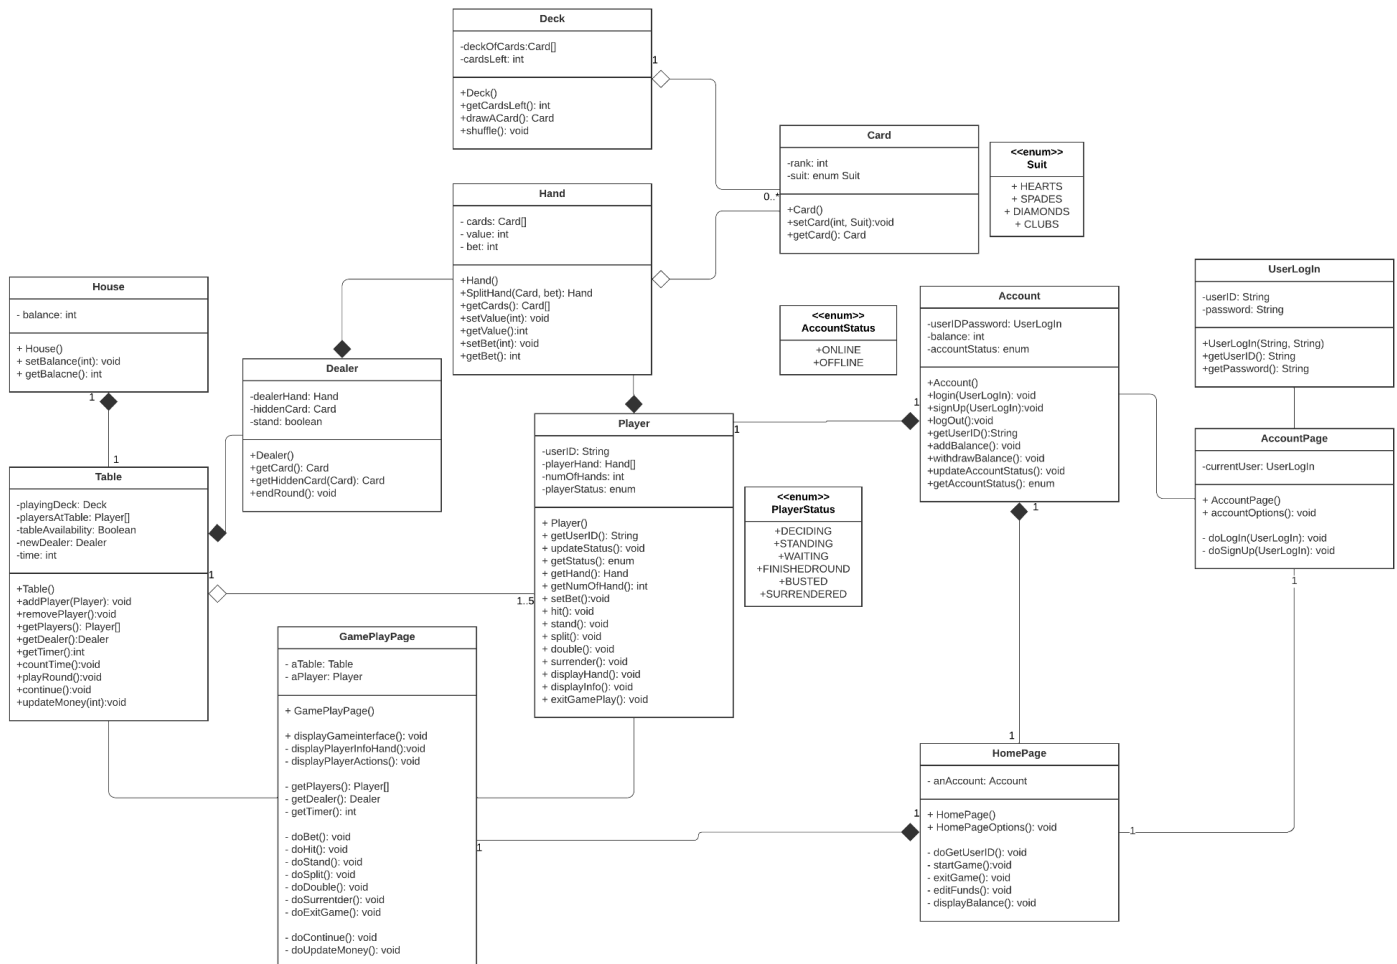 Deck
-deckOfCards:Card[]
-cardsLeft: int
+Deck()
+getCardsLeft(): int
+drawACard(): Card
+shuffle(): void
1
Card
-rank: int
-suit: enum Suit
+Card()
+setCard(int, Suit):void
+getCard(): Card
0..*
<<enum>>
Suit
+ HEARTS
+ SPADES
+ DIAMONDS
+ CLUBS
Hand
- cards: Card[]
- value: int
- bet: int
+Hand()
+SplitHand(Card, bet): Hand
+getCards(): Card[]
+setValue(int): void
+getValue():int
+setBet(int): void
+getBet(): int
House
- balance: int
+ House()
+ setBalance(int): void
+ getBalacne(): int
1
1
Dealer
-dealerHand: Hand
-hiddenCard: Card
-stand: boolean
+Dealer()
+getCard(): Card
+getHiddenCard(Card): Card
+endRound(): void
<<enum>>
AccountStatus
+ONLINE
+OFFLINE
Account
-userIDPassword: UserLogIn
-balance: int
-accountStatus: enum
+Account()
+login(UserLogIn): void
+signUp(UserLogIn):void
+logOut():void
+getUserID():String
+addBalance(): void
+withdrawBalance(): void
+updateAccountStatus(): void
+getAccountStatus(): enum
1
1
UserLogIn
-userID: String
-password: String
+UserLogIn(String, String)
+getUserID(): String
+getPassword(): String
AccountPage
-currentUser: UserLogIn
+ AccountPage()
+ accountOptions(): void
- doLogIn(UserLogIn): void
- doSignUp(UserLogIn): void
1
Player
-userID: String
-playerHand: Hand[]
-numOfHands: int
-playerStatus: enum
+ Player()
+ getUserID(): String
+ updateStatus(): void
+ getStatus(): enum
+ getHand(): Hand
+ getNumOfHand(): int
+ setBet():void
+ hit(): void
+ stand(): void
+ split(): void
+ double(): void
+ surrender(): void
+ displayHand(): void
+ displayInfo(): void
+ exitGamePlay(): void
1
1..5
<<enum>>
PlayerStatus
+DECIDING
+STANDING
+WAITING
+FINISHEDROUND
+BUSTED
+SURRENDERED
Table
-playingDeck: Deck
-playersAtTable: Player[]
-tableAvailability: Boolean
-newDealer: Dealer
-time: int
+Table()
+addPlayer(Player): void
+removePlayer():void
+getPlayers(): Player[]
+getDealer():Dealer
+getTimer():int
+countTime():void
+playRound():void
+continue():void
+updateMoney(int):void
1
GamePlayPage
- aTable: Table
- aPlayer: Player
+ GamePlayPage()
+ displayGameinterface(): void
- displayPlayerInfoHand():void
- displayPlayerActions(): void
- getPlayers(): Player[]
- getDealer(): Dealer
- getTimer(): int
- doBet(): void
- doHit(): void
- doStand(): void
- doSplit(): void
- doDouble(): void
- doSurrentder(): void
- doExitGame(): void
- doContinue(): void
- doUpdateMoney(): void
1
1
HomePage
- anAccount: Account
+ HomePage()
+ HomePageOptions(): void
- doGetUserID(): void
- startGame():void
- exitGame(): void
- editFunds(): void
- displayBalance(): void
1
1